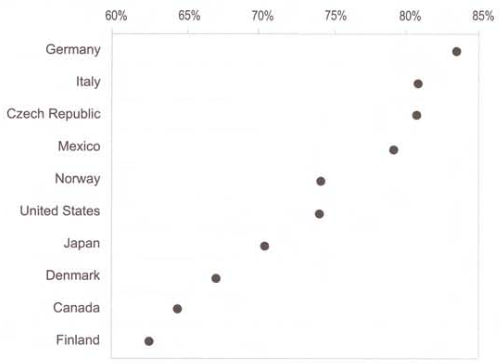 60% 65% 70% 75% 80% 85%
Germany
Italy
Czech Republic
Mexico
Norway
United States
Japan
Denmark
Canada
Finland